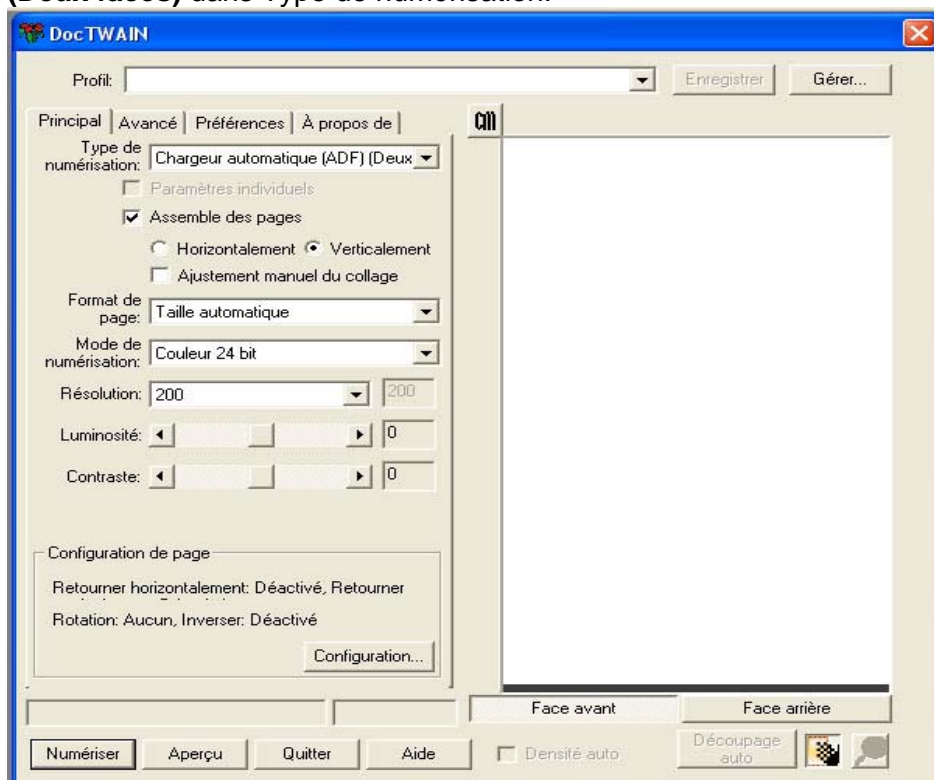 (Deux faces) dans Type de numérisation.
DocTWAIN
Profil: Enregistrer Gérer...
Principal Avancé Préférences À propos de
cm
Type de numérisation: Chargeur automatique (ADF) (Deux
Paramètres individuels
Assemble des pages
Horizontalement Verticalement
Ajustement manuel du collage
Format de page: Taille automatique
Mode de numérisation: Couleur 24 bit
Résolution: 200 200
Luminosité: 0
Contraste: 0
Configuration de page
Retourner horizontalement: Déactivé, Retourner
Rotation: Aucun, Inverser: Déactivé
Configuration...
Face avant Face arrière
Numériser Aperçu Quitter Aide Densité auto Découpage auto